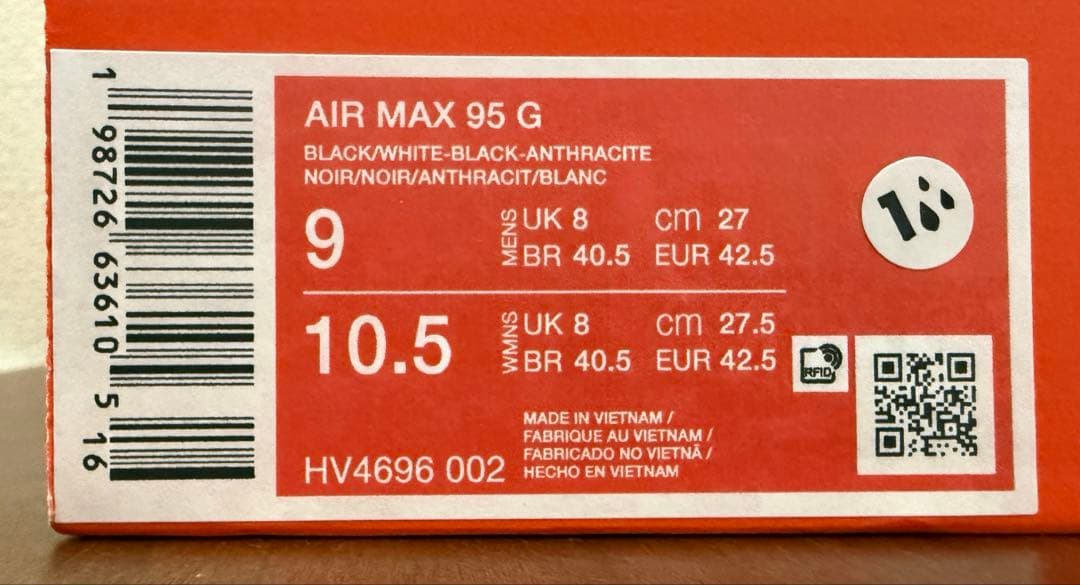 1 98726 63610 5 16
AIR MAX 95 G
BLACK/WHITE-BLACK-ANTHRACITE
NOIR/NOIR/ANTHRACIT/BLANC
9
MENS
UK 8 cm 27
BR 40.5 EUR 42.5
10.5
WMNS
UK 8 cm 27.5
BR 40.5 EUR 42.5
RFID
1
MADE IN VIETNAM /
FABRIQUE AU VIETNAM /
FABRICADO NO VIETNÃ /
HECHO EN VIETNAM
HV4696 002